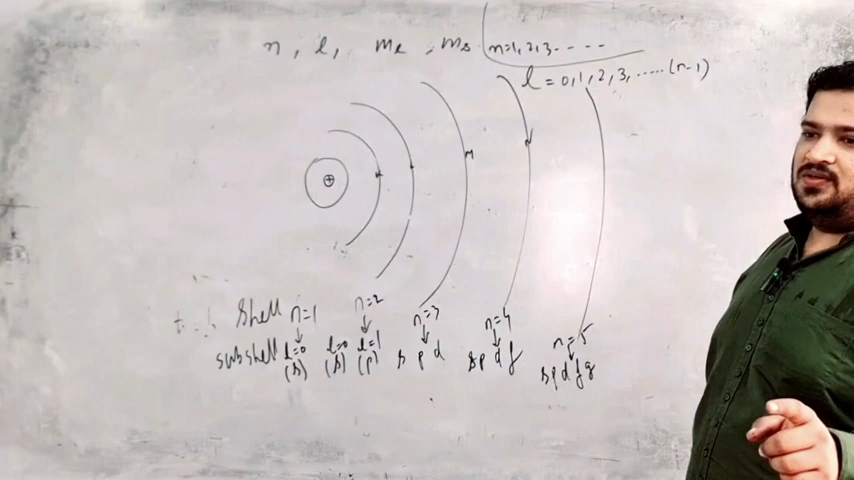 n, l, me, ms
n=1,2,3-----
l = 0,1,2,3,.....(n-1)
+
K
M
N
Shell n=1 n=2 n=3 n=4 n=5
subshell l=0 l=0 l=1 s p d s p d f s p d f g
(s) (s) (p)